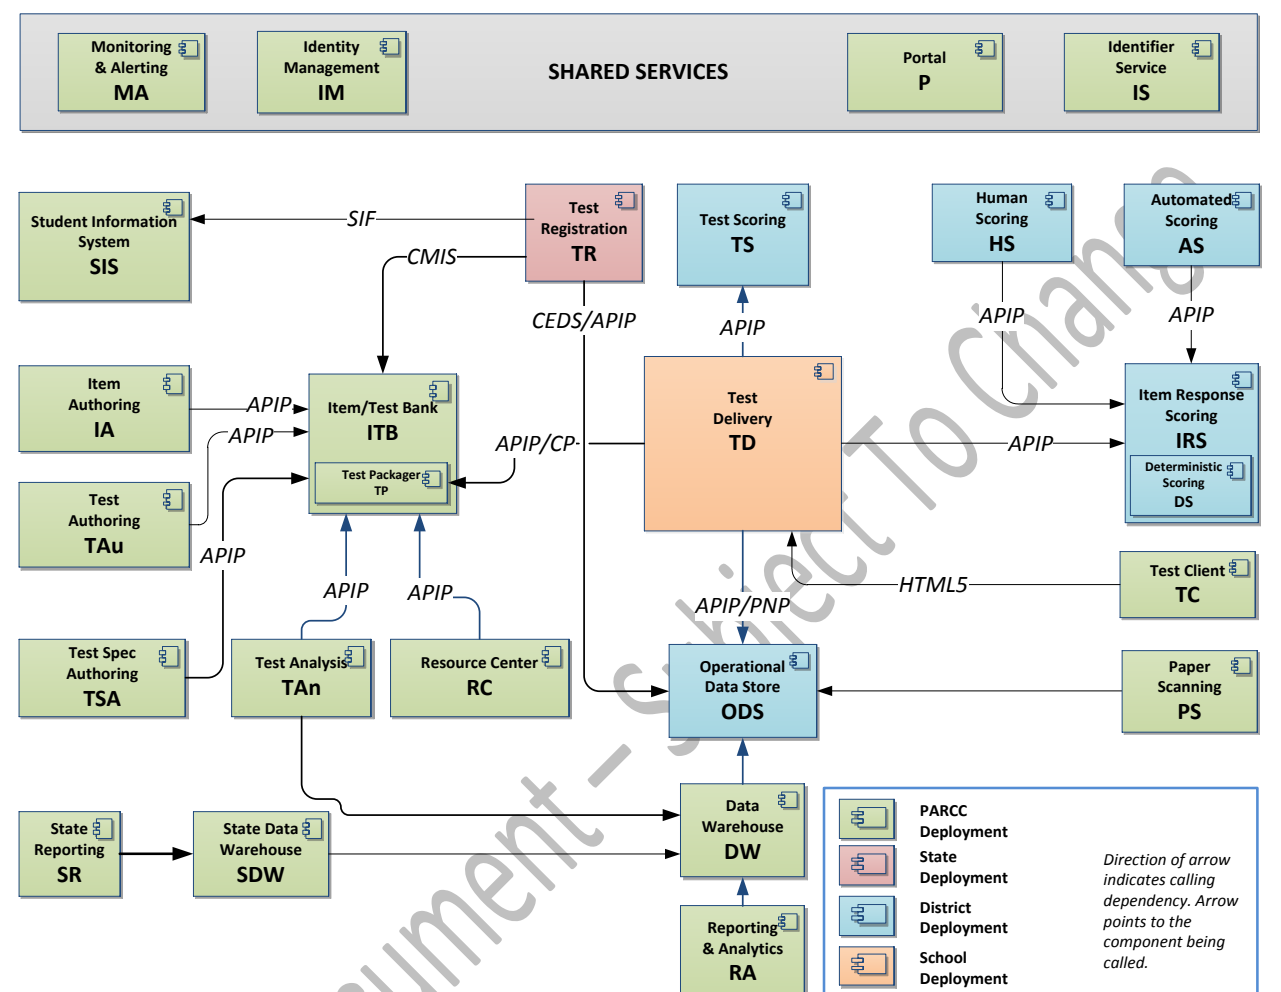 Monitoring
& Alerting
MA
Identity
Management
IM
SHARED SERVICES
Portal
P
Identifier
Service
IS
Student Information
System
SIS
SIF
Test
Registration
TR
CMIS
CEDS/APIP
Test Scoring
TS
APIP
Human
Scoring
HS
APIP
Automated
Scoring
AS
APIP
Item
Authoring
IA
APIP
APIP
Item/Test Bank
ITB
Test Packager
TP
APIP/CP
Test
Delivery
TD
APIP
Item Response
Scoring
IRS
Deterministic
Scoring
DS
Test
Authoring
TAu
APIP
APIP
APIP
APIP/PNP
HTML5
Test Client
TC
Test Spec
Authoring
TSA
Test Analysis
TAn
Resource Center
RC
Operational
Data Store
ODS
Paper
Scanning
PS
State
Reporting
SR
State Data
Warehouse
SDW
Data
Warehouse
DW
Reporting
& Analytics
RA
PARCC
Deployment
State
Deployment
District
Deployment
School
Deployment
Direction of arrow
indicates calling
dependency. Arrow
points to the
component being
called.
Subject To Change